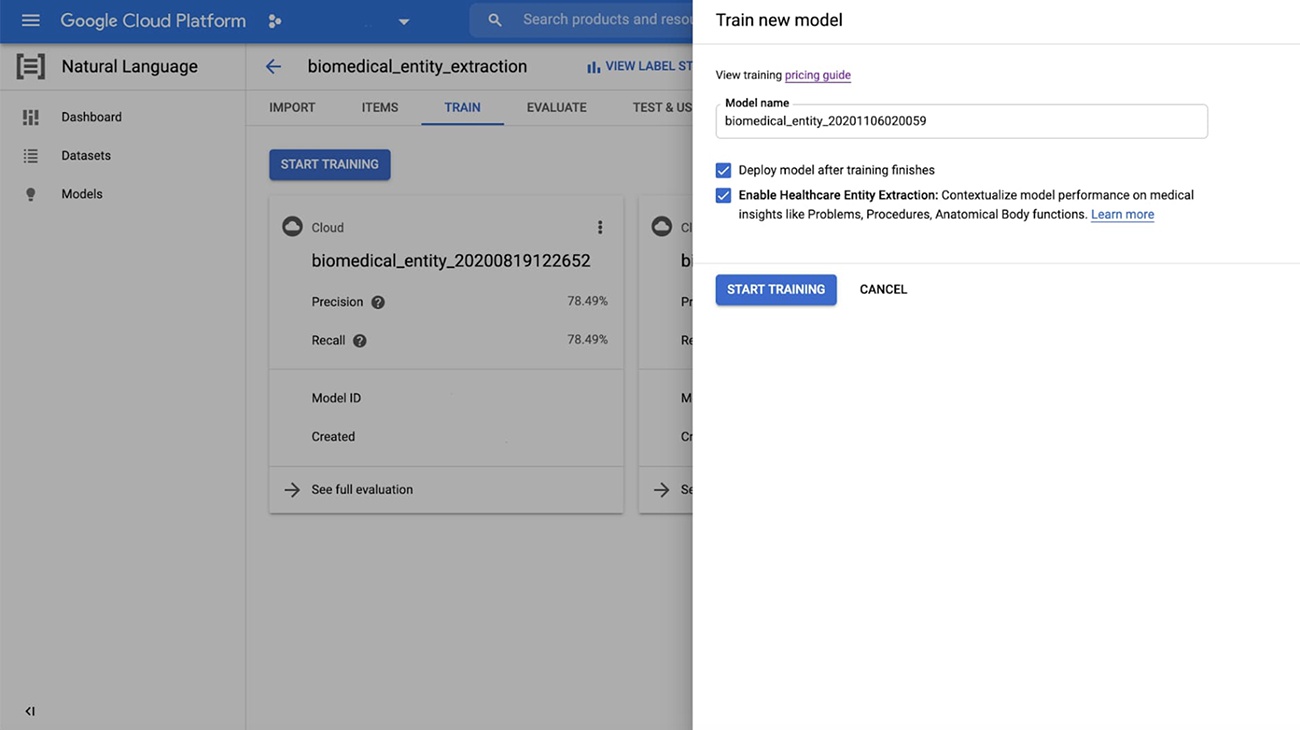 Google Cloud Platform
Search products and resou
Natural Language
Dashboard
Datasets
Models
biomedical_entity_extraction
VIEW LABEL ST
IMPORT ITEMS TRAIN EVALUATE TEST & US
START TRAINING
Cloud
biomedical_entity_20200819122652
Precision 78.49%
Recall 78.49%
Model ID
Created
See full evaluation
Cl
bi
Pr
Re
M
Cr
Se
Train new model
View training pricing guide
Model name
biomedical_entity_20201106020059
Deploy model after training finishes
Enable Healthcare Entity Extraction: Contextualize model performance on medical
insights like Problems, Procedures, Anatomical Body functions. Learn more
START TRAINING CANCEL